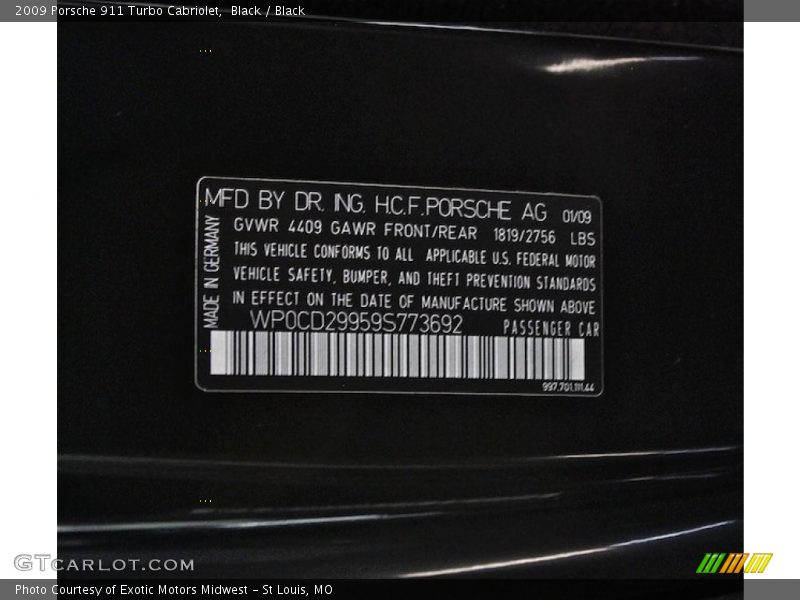 2009 Porsche 911 Turbo Cabriolet, Black / Black
MFD BY DR. ING. H.C.F.PORSCHE AG 01/09
GVWR 4409 GAWR FRONT/REAR 1819/2756 LBS
THIS VEHICLE CONFORMS TO ALL APPLICABLE U.S. FEDERAL MOTOR
VEHICLE SAFETY, BUMPER, AND THEFT PREVENTION STANDARDS
IN EFFECT ON THE DATE OF MANUFACTURE SHOWN ABOVE
WP0CD29959S773692 PASSENGER CAR
MADE IN GERMANY
997.701.111.44
GTCARLOT.COM
Photo Courtesy of Exotic Motors Midwest – St Louis, MO